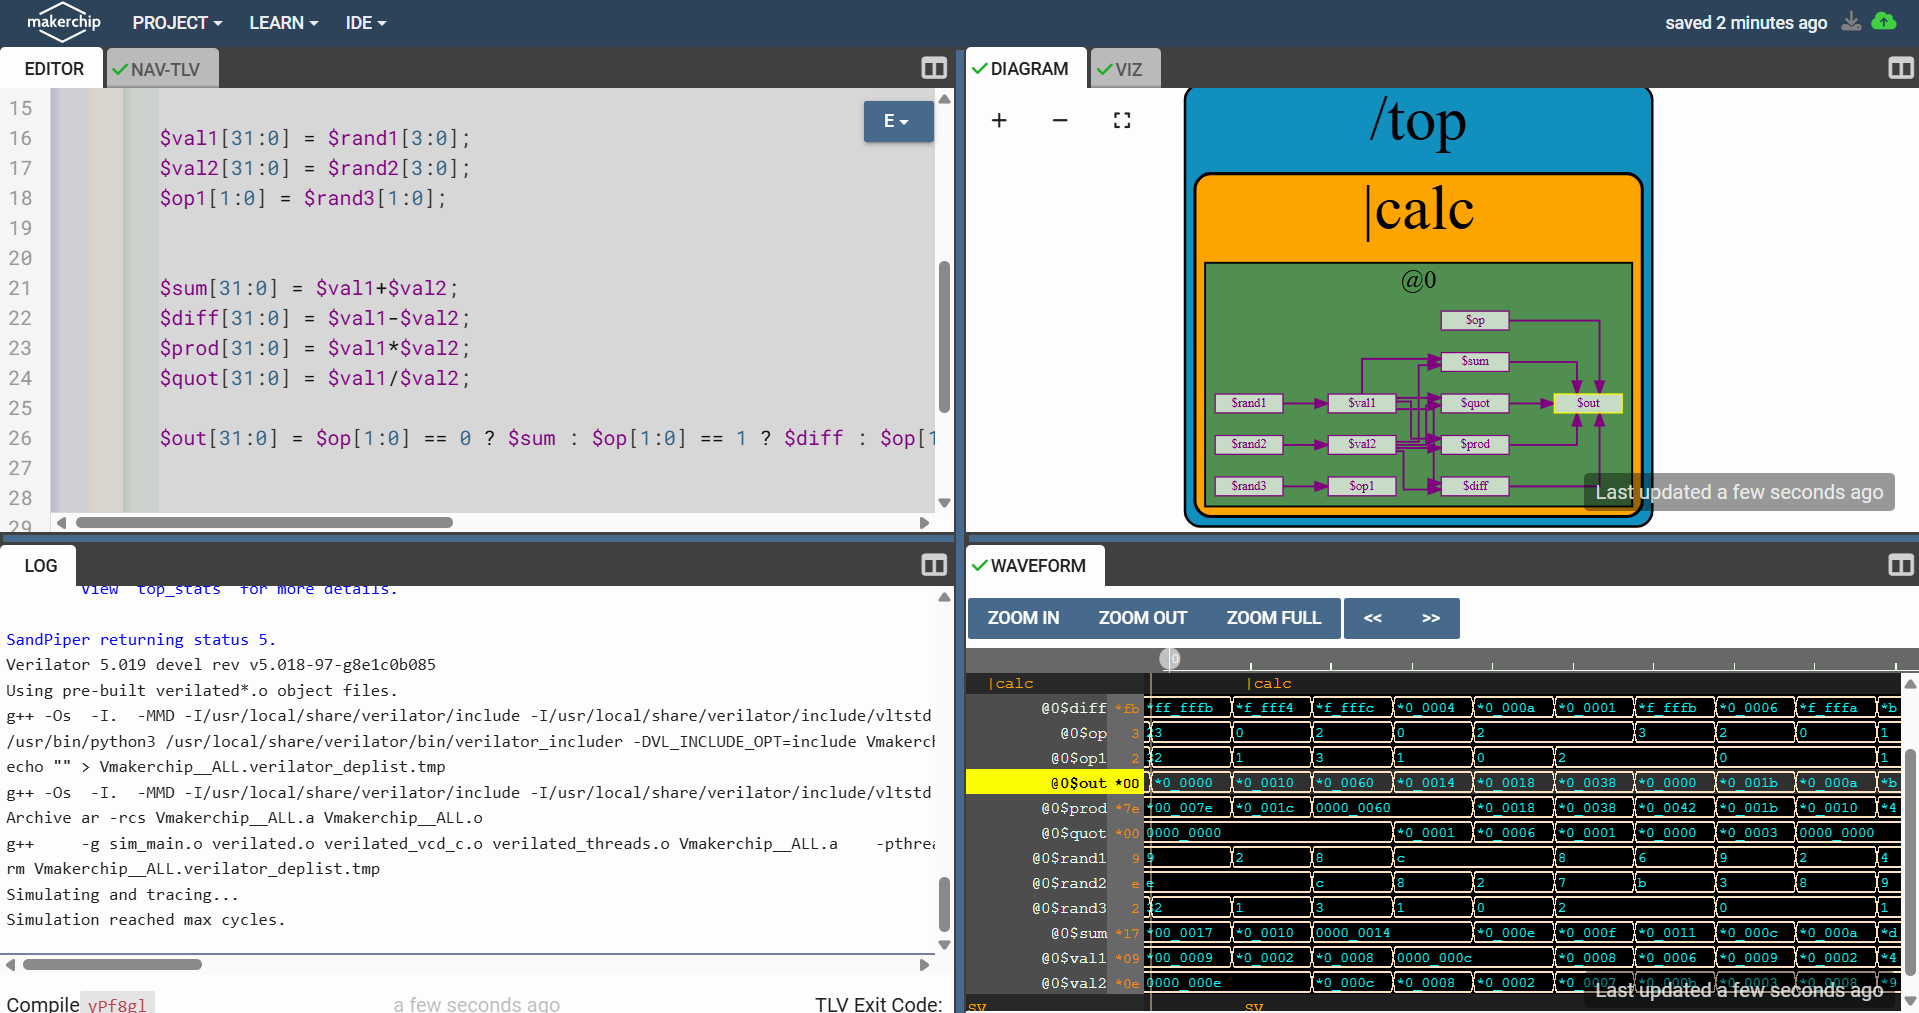 makerchip PROJECT LEARN IDE saved 2 minutes ago
EDITOR NAV-TLV
E
15
16 $val1[31:0] = $rand1[3:0];
17 $val2[31:0] = $rand2[3:0];
18 $op1[1:0] = $rand3[1:0];
19
20
21 $sum[31:0] = $val1+$val2;
22 $diff[31:0] = $val1-$val2;
23 $prod[31:0] = $val1*$val2;
24 $quot[31:0] = $val1/$val2;
25
26 $out[31:0] = $op[1:0] == 0 ? $sum : $op[1:0] == 1 ? $diff : $op[1
27
28
29
DIAGRAM VIZ
/top
|calc
@0
$op
$sum
$rand1 $val1 $quot $out
$rand2 $val2 $prod
$rand3 $op1 $diff
Last updated a few seconds ago
LOG
View top_stats for more details.
SandPiper returning status 5.
Verilator 5.019 devel rev v5.018-97-g8e1c0b085
Using pre-built verilated*.o object files.
g++ -Os -I. -MMD -I/usr/local/share/verilator/include -I/usr/local/share/verilator/include/vltstd
/usr/bin/python3 /usr/local/share/verilator/bin/verilator_includer -DVL_INCLUDE_OPT=include Vmakerch
echo "" > Vmakerchip__ALL.verilator_deplist.tmp
g++ -Os -I. -MMD -I/usr/local/share/verilator/include -I/usr/local/share/verilator/include/vltstd
Archive ar -rcs Vmakerchip__ALL.a Vmakerchip__ALL.o
g++ -g sim_main.o verilated.o verilated_vcd_c.o verilated_threads.o Vmakerchip__ALL.a -pthrea
rm Vmakerchip__ALL.verilator_deplist.tmp
Simulating and tracing...
Simulation reached max cycles.
Compile yPf8gl a few seconds ago TLV Exit Code:
WAVEFORM
ZOOM IN ZOOM OUT ZOOM FULL << >>
0
|calc |calc
@0$diff *fb *ff_fffb *f_fff4 *f_fffc *0_0004 *0_000a *0_0001 *f_fffb *0_0006 *f_fffa *b
@0$op 3 3 0 2 0 2 3 2 0 1
@0$op1 2 2 1 3 1 0 2 0 1
@0$out *00 *0_0000 *0_0010 *0_0060 *0_0014 *0_0018 *0_0038 *0_0000 *0_001b *0_000a *b
@0$prod *7e *00_007e *0_001c 0000_0060 *0_0018 *0_0038 *0_0042 *0_001b *0_0010 *4
@0$quot *00 0000_0000 *0_0001 *0_0006 *0_0001 *0_0000 *0_0003 0000_0000
@0$rand1 9 9 2 8 c 8 6 9 2 4
@0$rand2 e e c 8 2 7 b 3 8 9
@0$rand3 2 2 1 3 1 0 2 0 1
@0$sum *17 *00_0017 *0_0010 0000_0014 *0_000e *0_000f *0_0011 *0_000c *0_000a *d
@0$val1 *09 *00_0009 *0_0002 *0_0008 0000_000c *0_0008 *0_0006 *0_0009 *0_0002 *4
@0$val2 *0e 0000_000e *0_000c *0_0008 *0_0002 *0_0007 *0_000b *0_0003 *0_0008 *9
Last updated a few seconds ago
sv sv